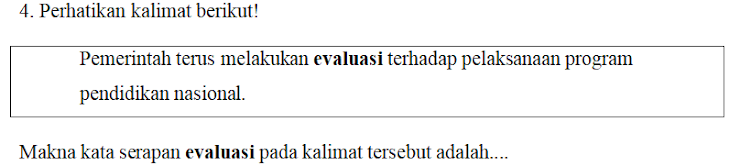 4. Perhatikan kalimat berikut!
Pemerintah terus melakukan evaluasi terhadap pelaksanaan program
pendidikan nasional.
Makna kata serapan evaluasi pada kalimat tersebut adalah....